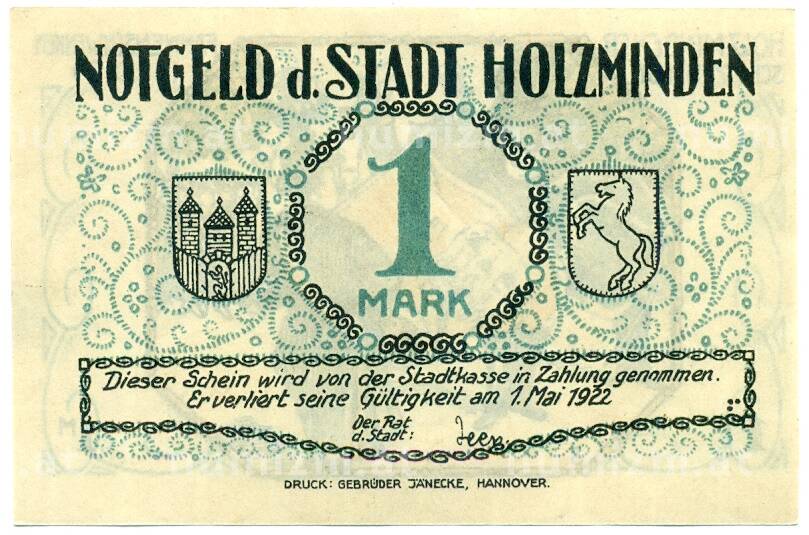 NOTGELD d. STADT HOLZMINDEN
1
MARK
Dieser Schein wird von der Stadtkasse in Zahlung genommen.
Er verliert seine Gültigkeit am 1. Mai 1922
Der Rat
d. Stadt:
DRUCK: GEBRÜDER JÄNECKE, HANNOVER.